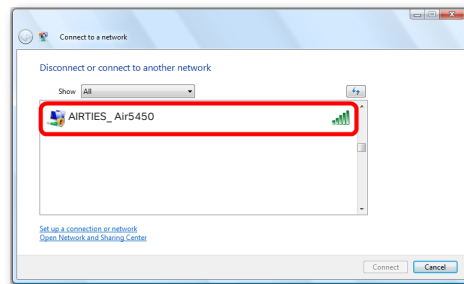 Connect to a network
Disconnect or connect to another network
Show All
AIRTIES_ Air5450
Set up a connection or network
Open Network and Sharing Center
Connect Cancel